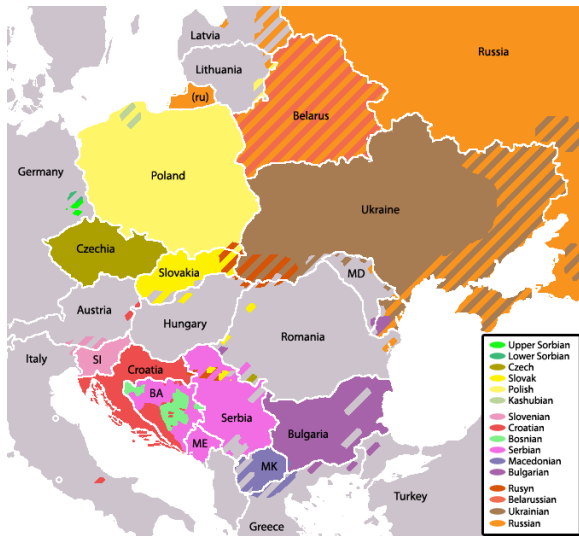 Latvia
Russia
Lithuania
(ru)
Belarus
Germany
Poland
Ukraine
Czechia
Slovakia
MD
Austria
Hungary
Romania
Italy
SI
Croatia
BA
Serbia
ME
Bulgaria
MK
Turkey
Greece
Upper Sorbian
Lower Sorbian
Czech
Slovak
Polish
Kashubian
Slovenian
Croatian
Bosnian
Serbian
Macedonian
Bulgarian
Rusyn
Belarussian
Ukrainian
Russian